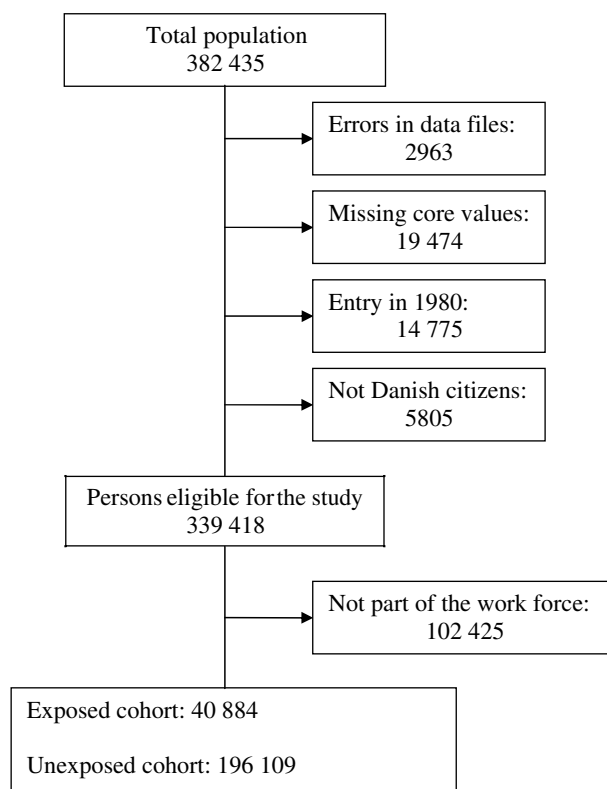 Total population
382 435
Errors in data files:
2963
Missing core values:
19 474
Entry in 1980:
14 775
Not Danish citizens:
5805
Persons eligible for the study
339 418
Not part of the work force:
102 425
Exposed cohort: 40 884
Unexposed cohort: 196 109